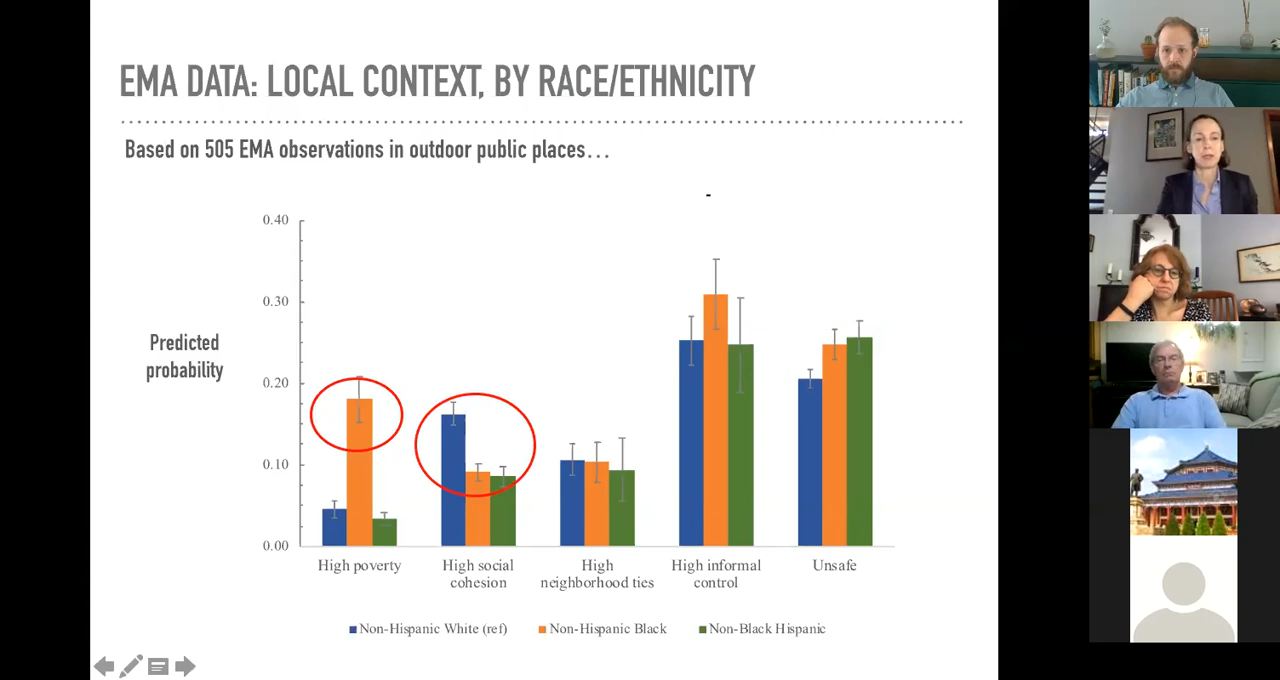 EMA DATA: LOCAL CONTEXT, BY RACE/ETHNICITY
Based on 505 EMA observations in outdoor public places…
-
0.40
0.30
0.20
0.10
0.00
Predicted
probability
High poverty
High social
cohesion
High
neighborhood ties
High informal
control
Unsafe
Non-Hispanic White (ref)
Non-Hispanic Black
Non-Black Hispanic